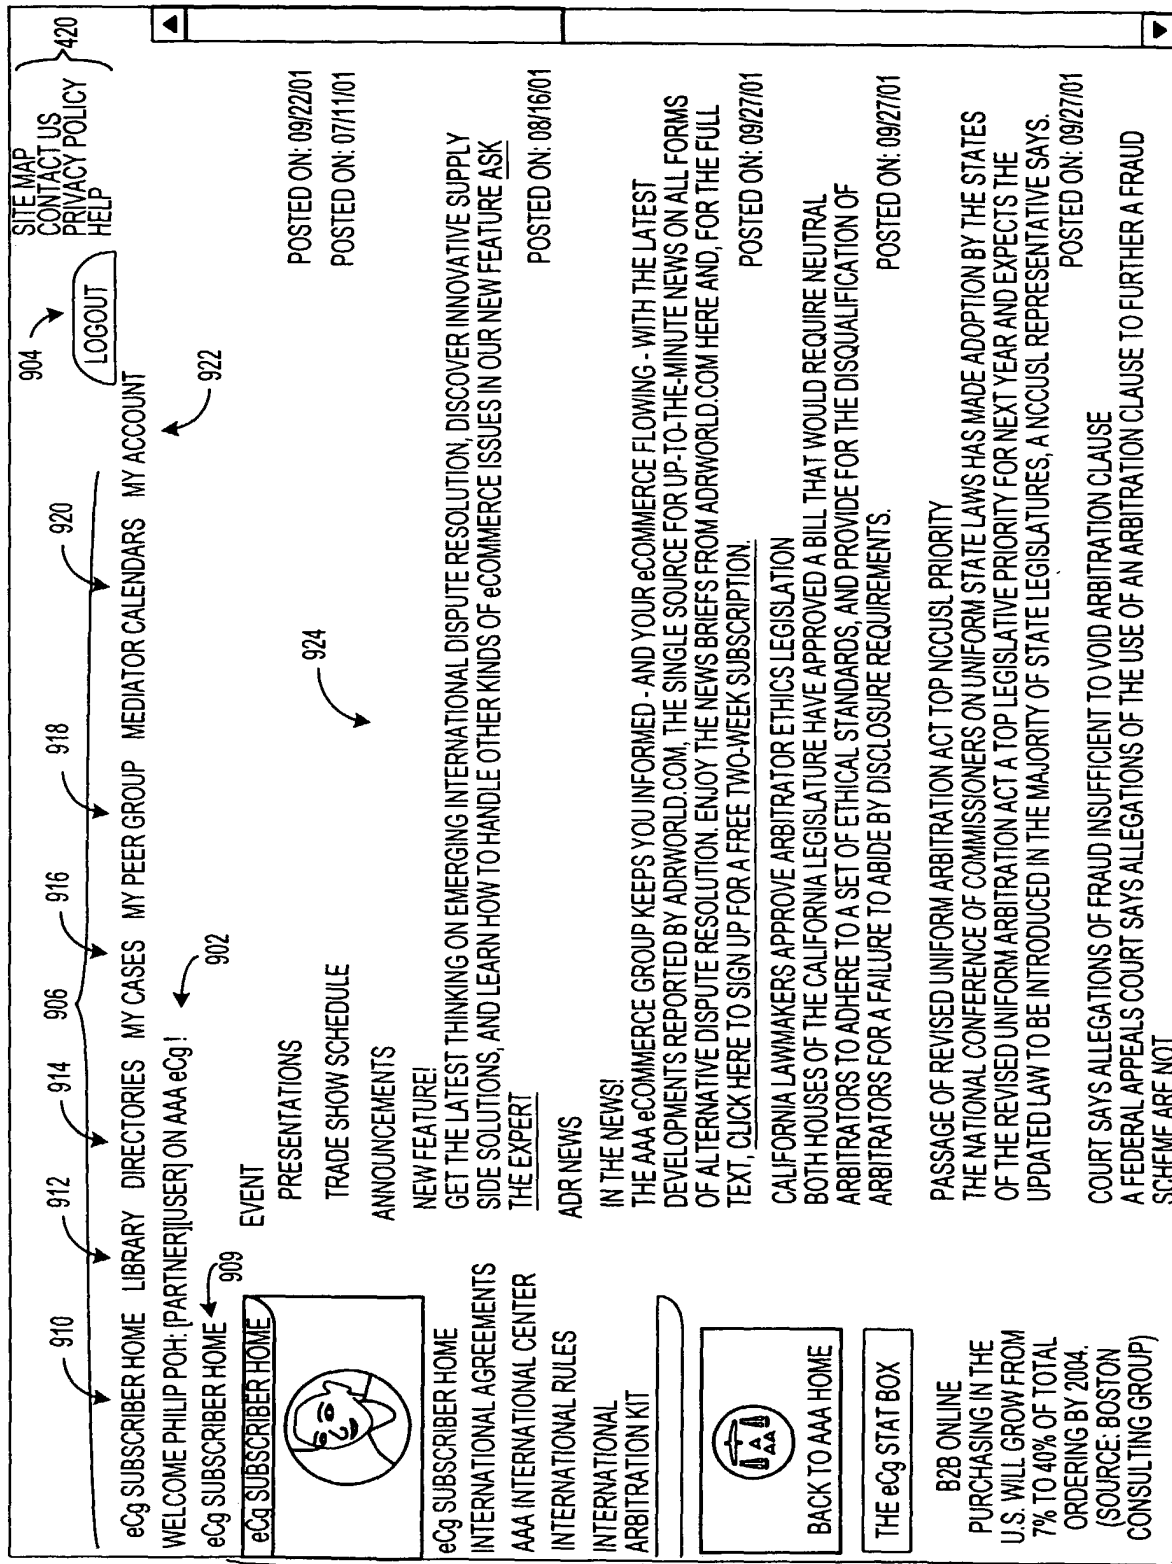 SITE MAP
CONTACT US
PRIVACY POLICY
HELP
420
904
LOGOUT
906
910
912
914
916
918
920
eCg SUBSCRIBER HOME LIBRARY DIRECTORIES MY CASES MY PEER GROUP MEDIATOR CALENDARS MY ACCOUNT
922
WELCOME PHILIP POH: [PARTNER][USER] ON AAA eCg !
902
eCg SUBSCRIBER HOME
909
eCg SUBSCRIBER HOME
eCg SUBSCRIBER HOME
INTERNATIONAL AGREEMENTS
AAA INTERNATIONAL CENTER
INTERNATIONAL RULES
INTERNATIONAL
ARBITRATION KIT
AAA
BACK TO AAA HOME
THE eCg STAT BOX
B2B ONLINE
PURCHASING IN THE
U.S. WILL GROW FROM
7% TO 40% OF TOTAL
ORDERING BY 2004.
(SOURCE: BOSTON
CONSULTING GROUP)
EVENT
PRESENTATIONS POSTED ON: 09/22/01
TRADE SHOW SCHEDULE POSTED ON: 07/11/01
924
ANNOUNCEMENTS
NEW FEATURE!
GET THE LATEST THINKING ON EMERGING INTERNATIONAL DISPUTE RESOLUTION, DISCOVER INNOVATIVE SUPPLY
SIDE SOLUTIONS, AND LEARN HOW TO HANDLE OTHER KINDS OF eCOMMERCE ISSUES IN OUR NEW FEATURE ASK
THE EXPERT POSTED ON: 08/16/01
ADR NEWS
IN THE NEWS!
THE AAA eCOMMERCE GROUP KEEPS YOU INFORMED - AND YOUR eCOMMERCE FLOWING - WITH THE LATEST
DEVELOPMENTS REPORTED BY ADRWORLD.COM, THE SINGLE SOURCE FOR UP-TO-THE-MINUTE NEWS ON ALL FORMS
OF ALTERNATIVE DISPUTE RESOLUTION. ENJOY THE NEWS BRIEFS FROM ADRWORLD.COM HERE AND, FOR THE FULL
TEXT, CLICK HERE TO SIGN UP FOR A FREE TWO-WEEK SUBSCRIPTION. POSTED ON: 09/27/01
CALIFORNIA LAWMAKERS APPROVE ARBITRATOR ETHICS LEGISLATION
BOTH HOUSES OF THE CALIFORNIA LEGISLATURE HAVE APPROVED A BILL THAT WOULD REQUIRE NEUTRAL
ARBITRATORS TO ADHERE TO A SET OF ETHICAL STANDARDS, AND PROVIDE FOR THE DISQUALIFICATION OF
ARBITRATORS FOR A FAILURE TO ABIDE BY DISCLOSURE REQUIREMENTS. POSTED ON: 09/27/01
PASSAGE OF REVISED UNIFORM ARBITRATION ACT TOP NCCUSL PRIORITY
THE NATIONAL CONFERENCE OF COMMISSIONERS ON UNIFORM STATE LAWS HAS MADE ADOPTION BY THE STATES
OF THE REVISED UNIFORM ARBITRATION ACT A TOP LEGISLATIVE PRIORITY FOR NEXT YEAR AND EXPECTS THE
UPDATED LAW TO BE INTRODUCED IN THE MAJORITY OF STATE LEGISLATURES, A NCCUSL REPRESENTATIVE SAYS.
POSTED ON: 09/27/01
COURT SAYS ALLEGATIONS OF FRAUD INSUFFICIENT TO VOID ARBITRATION CLAUSE
A FEDERAL APPEALS COURT SAYS ALLEGATIONS OF THE USE OF AN ARBITRATION CLAUSE TO FURTHER A FRAUD
SCHEME ARE NOT